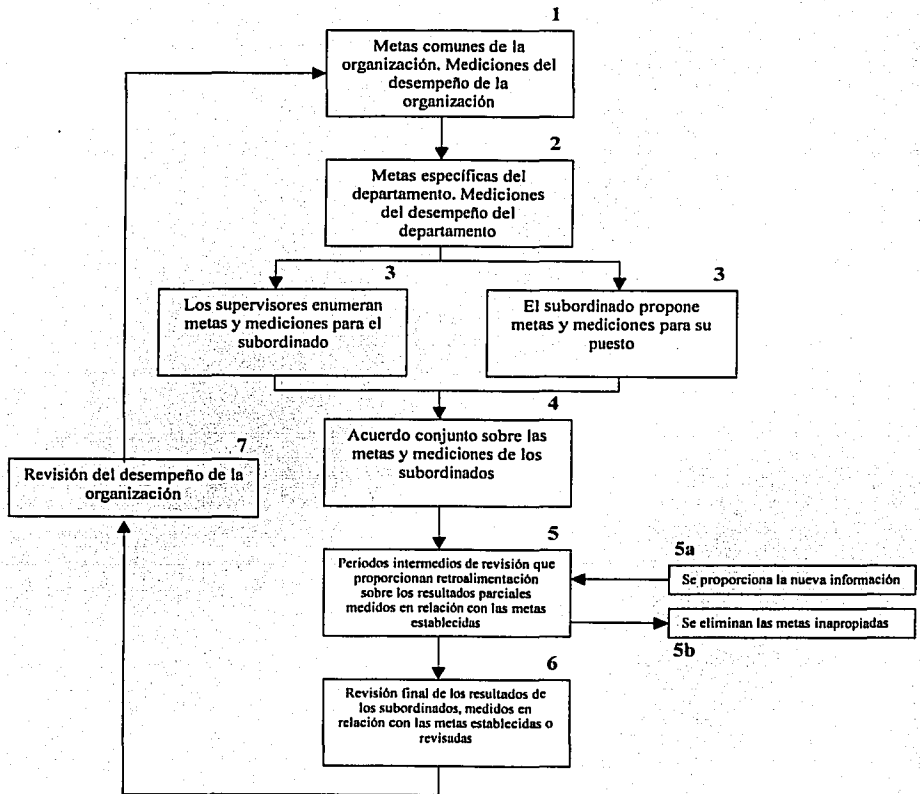 1
Metas comunes de la
organización. Mediciones del
desempeño de la
organización
2
Metas específicas del
departamento. Mediciones
del desempeño del
departamento
3
Los supervisores enumeran
metas y mediciones para el
subordinado
3
El subordinado propone
metas y mediciones para su
puesto
4
Acuerdo conjunto sobre las
metas y mediciones de los
subordinados
7
Revisión del desempeño de la
organización
5
Periodos intermedios de revisión que
proporcionan retroalimentación
sobre los resultados parciales
medidos en relación con las metas
establecidas
5a
Se proporciona la nueva información
Se eliminan las metas inapropiadas
5b
6
Revisión final de los resultados de
los subordinados, medidos en
relación con las metas establecidas o
revisadas